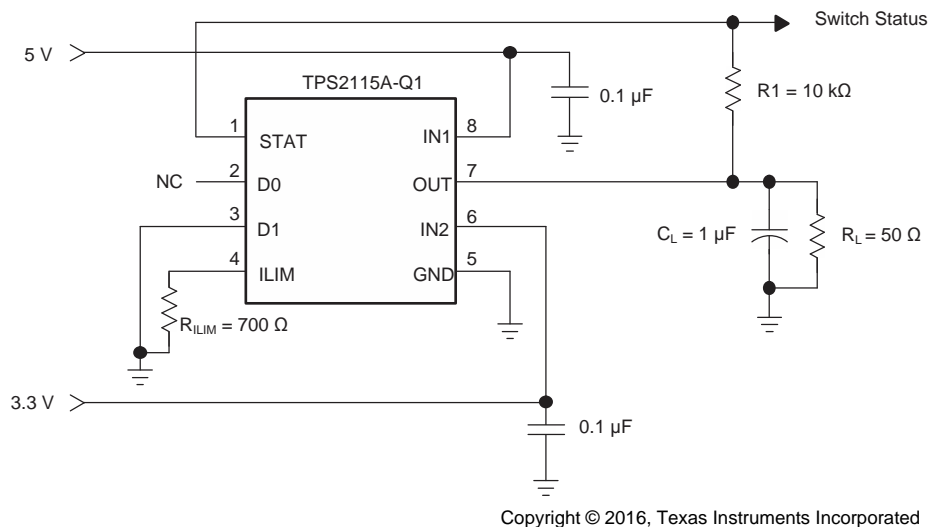 Switch Status
5 V
TPS2115A-Q1
0.1 µF
R1 = 10 kΩ
1
STAT
IN1
8
NC
2
D0
OUT
7
3
D1
IN2
6
C_L = 1 µF
R_L = 50 Ω
4
ILIM
GND
5
R_ILIM = 700 Ω
3.3 V
0.1 µF
Copyright © 2016, Texas Instruments Incorporated